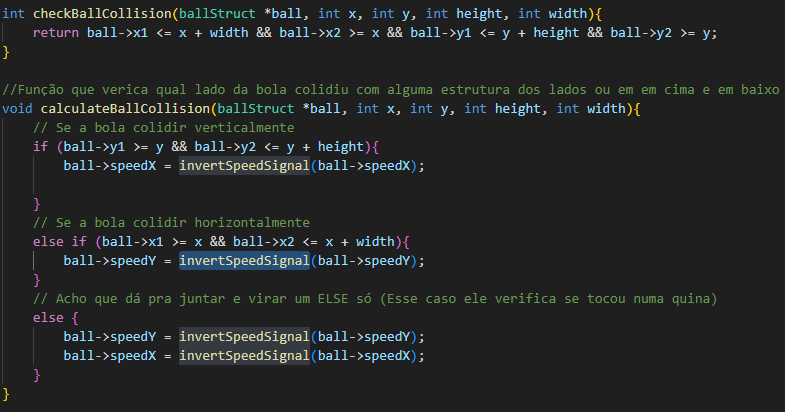 int checkBallCollision(ballStruct *ball, int x, int y, int height, int width){
    return ball->x1 <= x + width && ball->x2 >= x && ball->y1 <= y + height && ball->y2 >= y;
}
//Função que verica qual lado da bola colidiu com alguma estrutura dos lados ou em em cima e em baixo
void calculateBallCollision(ballStruct *ball, int x, int y, int height, int width){
    // Se a bola colidir verticalmente
    if (ball->y1 >= y && ball->y2 <= y + height){
        ball->speedX = invertSpeedSignal(ball->speedX);
    }
    // Se a bola colidir horizontalmente
    else if (ball->x1 >= x && ball->x2 <= x + width){
        ball->speedY = invertSpeedSignal(ball->speedY);
    }
    // Acho que dá pra juntar e virar um ELSE só (Esse caso ele verifica se tocou numa quina)
    else {
        ball->speedY = invertSpeedSignal(ball->speedY);
        ball->speedX = invertSpeedSignal(ball->speedX);
    }
}